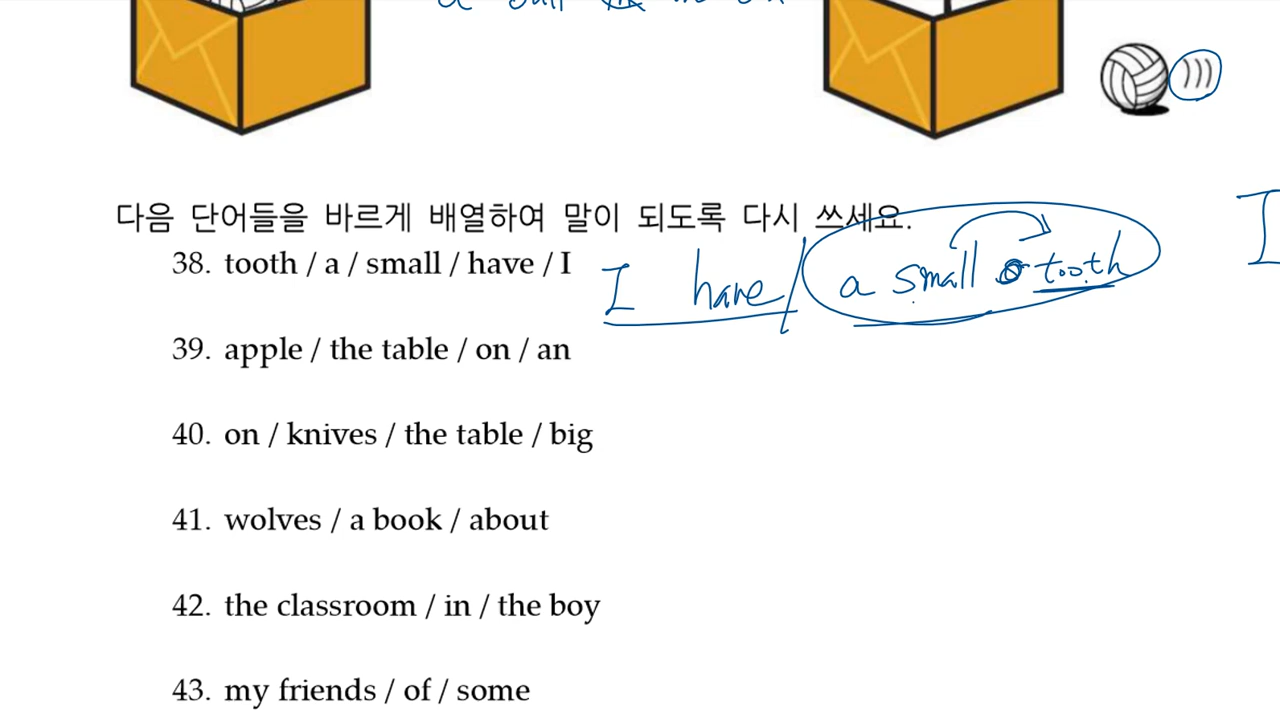 다음 단어들을 바르게 배열하여 말이 되도록 다시 쓰세요.
38. tooth / a / small / have / I
I have / a small tooth
I
39. apple / the table / on / an
40. on / knives / the table / big
41. wolves / a book / about
42. the classroom / in / the boy
43. my friends / of / some